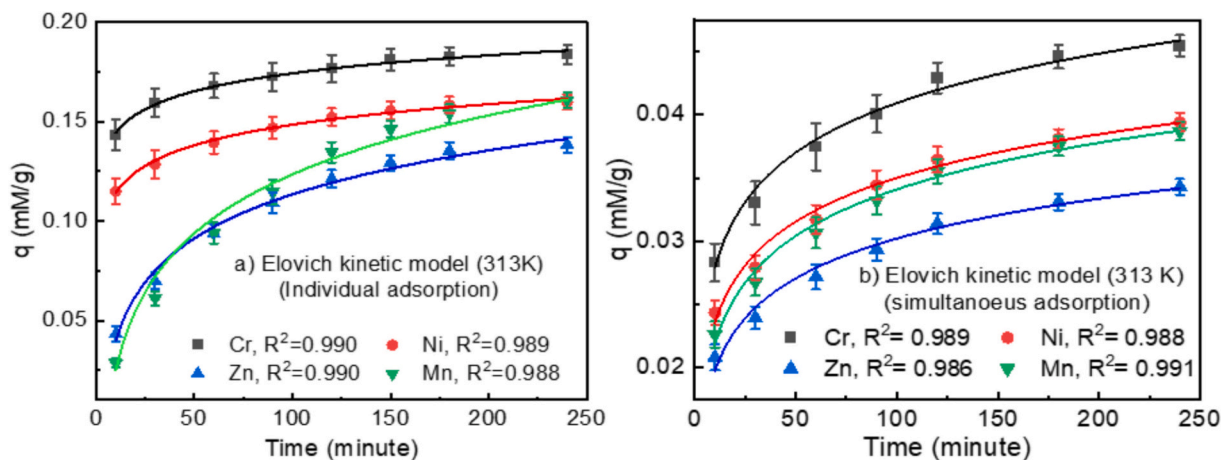 0.20
0.15
0.10
0.05
q (mM/g)
a) Elovich kinetic model (313K)
(Individual adsorption)
Cr, R²=0.990
Ni, R²=0.989
Zn, R²=0.990
Mn, R²=0.988
0 50 100 150 200 250
Time (minute)
0.04
0.03
0.02
q (mM/g)
b) Elovich kinetic model (313 K)
(simultanoeus adsorption)
Cr, R²= 0.989
Ni, R²= 0.988
Zn, R²= 0.986
Mn, R²= 0.991
0 50 100 150 200 250
Time (minute)